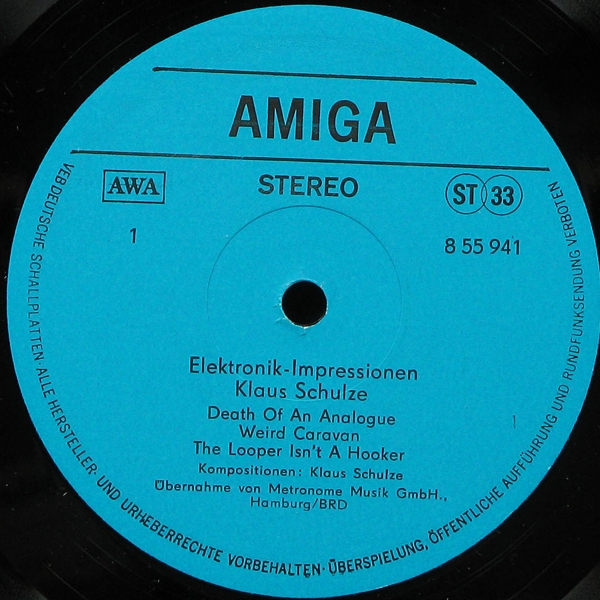 AMIGA
AWA
STEREO
ST 33
1
8 55 941
Elektronik-Impressionen
Klaus Schulze
Death Of An Analogue
Weird Caravan
The Looper Isn't A Hooker
Kompositionen: Klaus Schulze
Übernahme von Metronome Musik GmbH.,
Hamburg/BRD
1
VEB DEUTSCHE SCHALLPLATTEN · ALLE HERSTELLER- UND URHEBERRECHTE VORBEHALTEN · ÜBERSPIELUNG, ÖFFENTLICHE AUFFÜHRUNG UND RUNDFUNKSENDUNG VERBOTEN